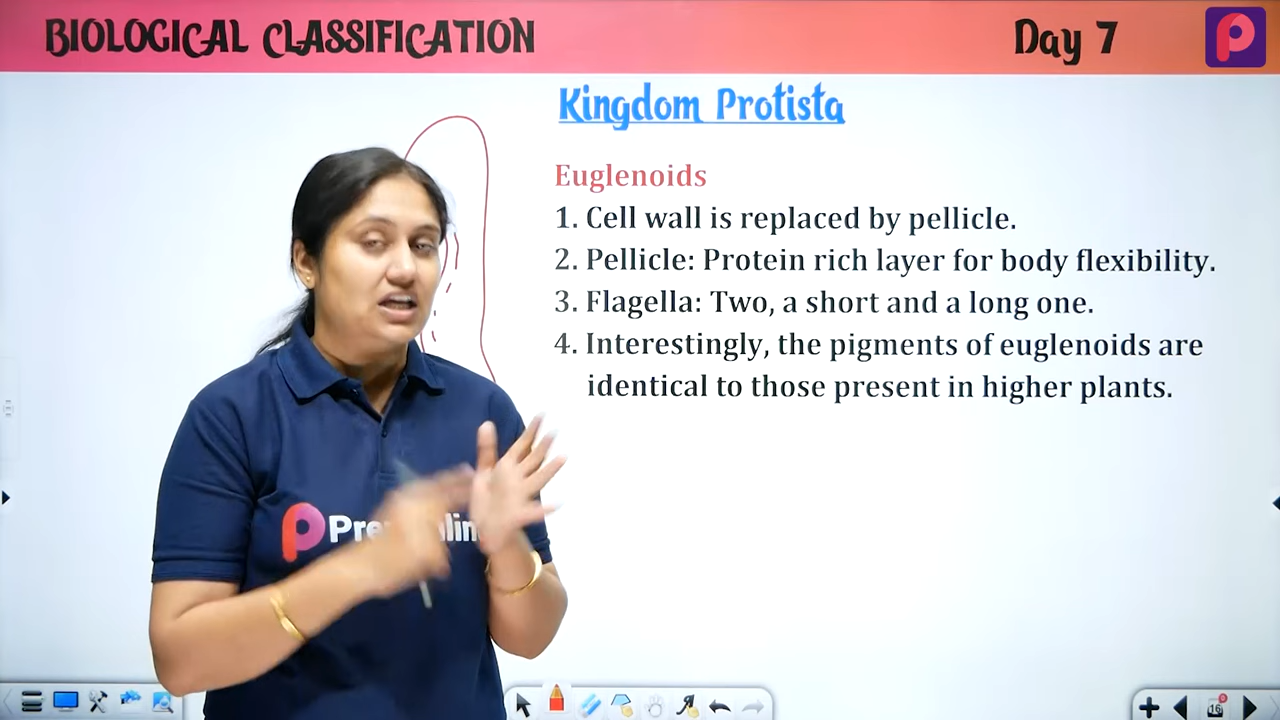 BIOLOGICAL CLASSIFICATION
Day 7
Kingdom Protista
Euglenoids
1. Cell wall is replaced by pellicle.
2. Pellicle: Protein rich layer for body flexibility.
3. Flagella: Two, a short and a long one.
4. Interestingly, the pigments of euglenoids are
identical to those present in higher plants.
16